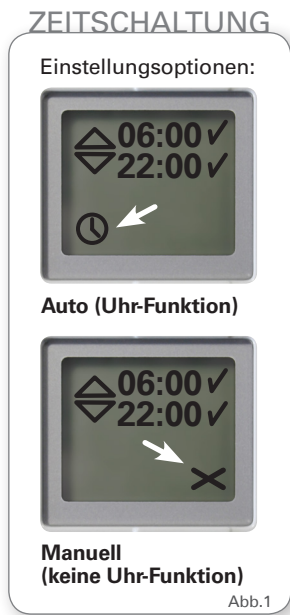 ZEITSCHALTUNG
Einstellungsoptionen:
06:00 ✓
22:00 ✓
Auto (Uhr-Funktion)
06:00 ✓
22:00 ✓
Manuell
(keine Uhr-Funktion)
Abb.1